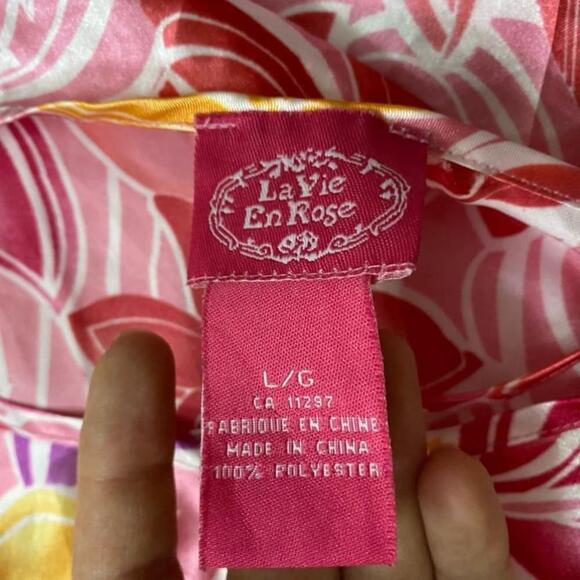 La Vie
En Rose
L/G
CA 11297
FABRIQUE EN CHINE
MADE IN CHINA
100% POLYESTER